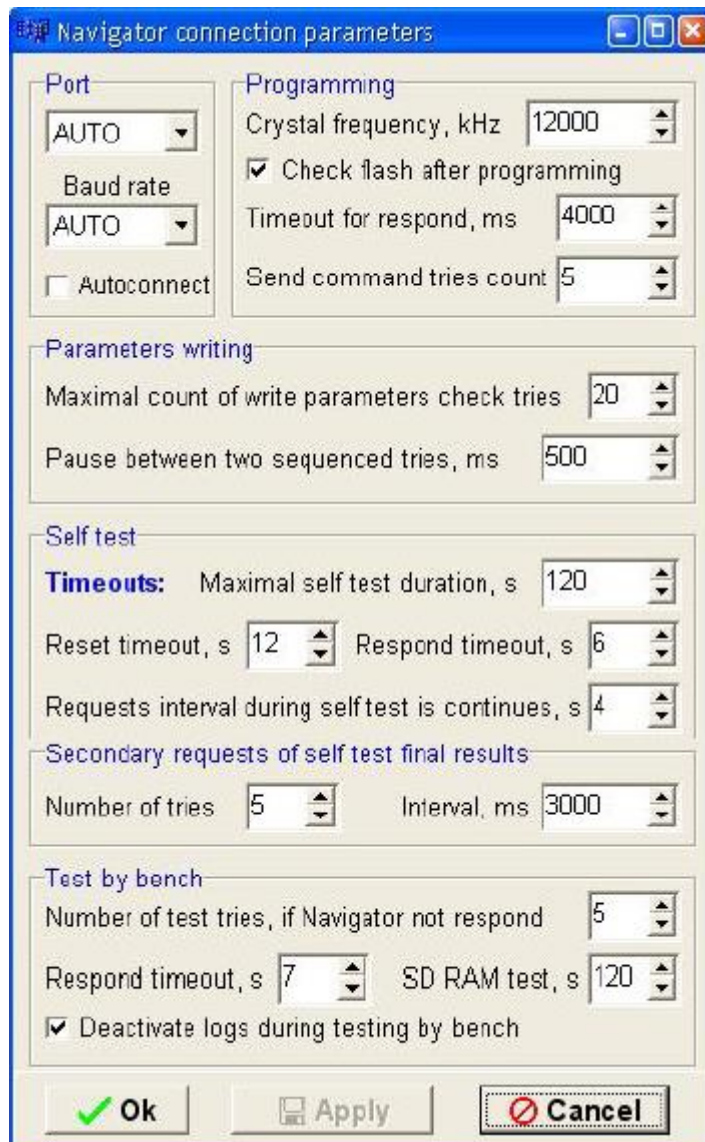 Navigator connection parameters
Port
AUTO
Baud rate
AUTO
Autoconnect
Programming
Crystal frequency, kHz 12000
Check flash after programming
Timeout for respond, ms 4000
Send command tries count 5
Parameters writing
Maximal count of write parameters check tries 20
Pause between two sequenced tries, ms 500
Self test
Timeouts: Maximal self test duration, s 120
Reset timeout, s 12 Respond timeout, s 6
Requests interval during self test is continues, s 4
Secondary requests of self test final results
Number of tries 5 Interval, ms 3000
Test by bench
Number of test tries, if Navigator not respond 5
Respond timeout, s 7 SD RAM test, s 120
Deactivate logs during testing by bench
Ok Apply Cancel